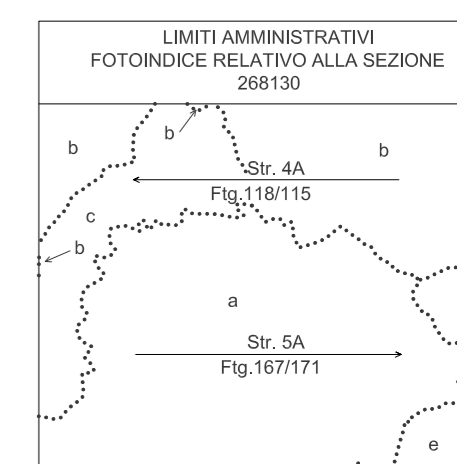 LIMITI AMMINISTRATIVI
FOTOINDICE RELATIVO ALLA SEZIONE
268130
b
b
b
Str. 4A
Ftg.118/115
c
b
a
Str. 5A
Ftg.167/171
e